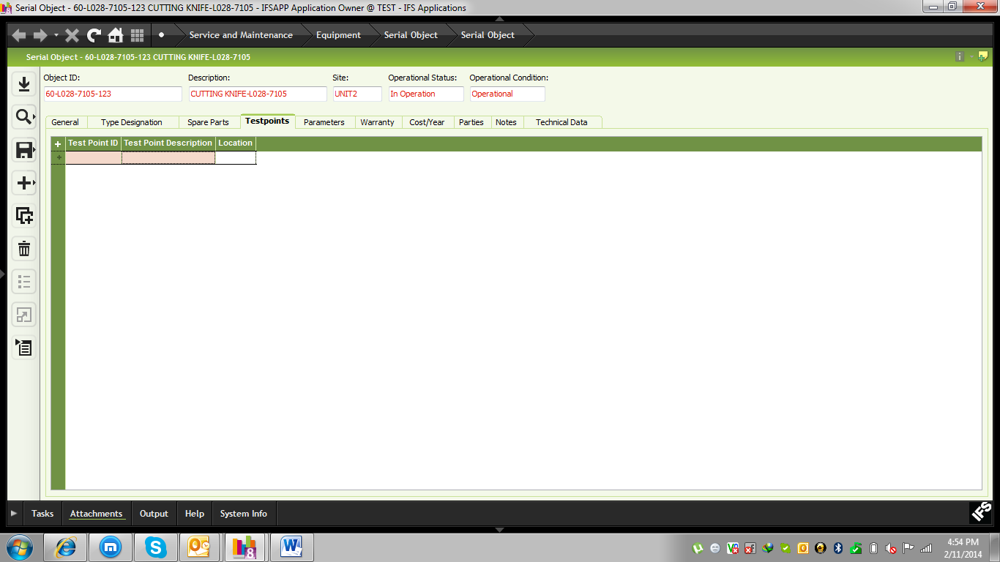 Serial Object - 60-L028-7105-123 CUTTING KNIFE-L028-7105 - IFSAPP Application Owner @ TEST - IFS Applications
Service and Maintenance Equipment Serial Object Serial Object
Serial Object - 60-L028-7105-123 CUTTING KNIFE-L028-7105
Object ID: Description: Site: Operational Status: Operational Condition:
60-L028-7105-123 CUTTING KNIFE-L028-7105 UNIT2 In Operation Operational
General Type Designation Spare Parts Testpoints Parameters Warranty Cost/Year Parties Notes Technical Data
Test Point ID Test Point Description Location
Tasks Attachments Output Help System Info
IFS
8
4:54 PM
2/11/2014